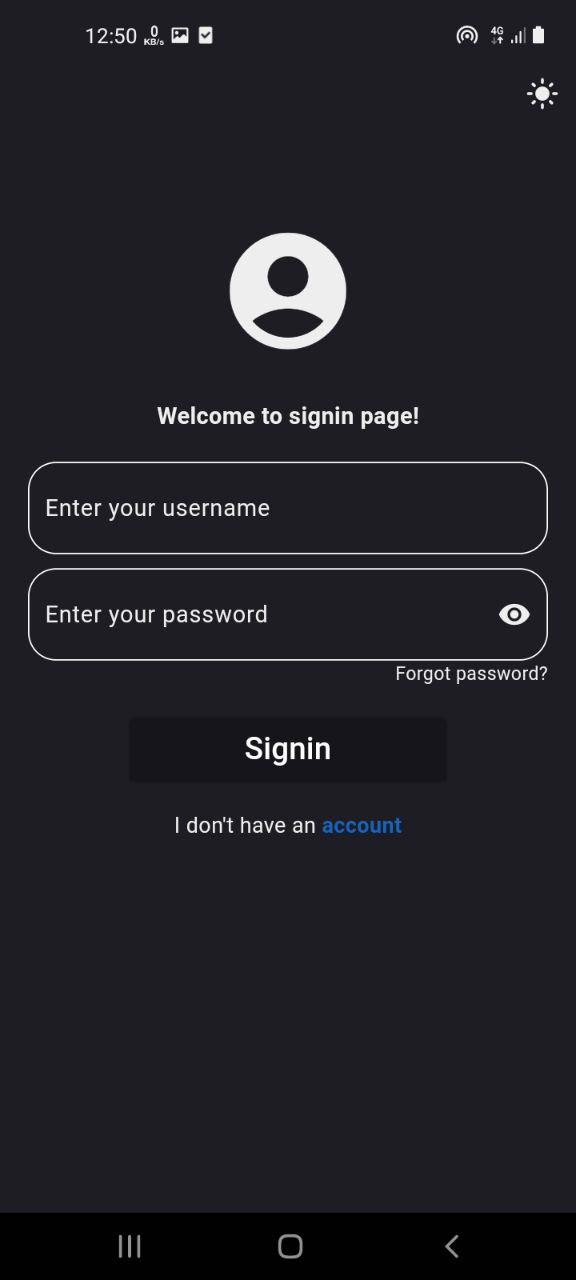 12:50 0 KB/s 4G
Welcome to signin page!
Enter your username
Enter your password
Forgot password?
Signin
I don't have an account